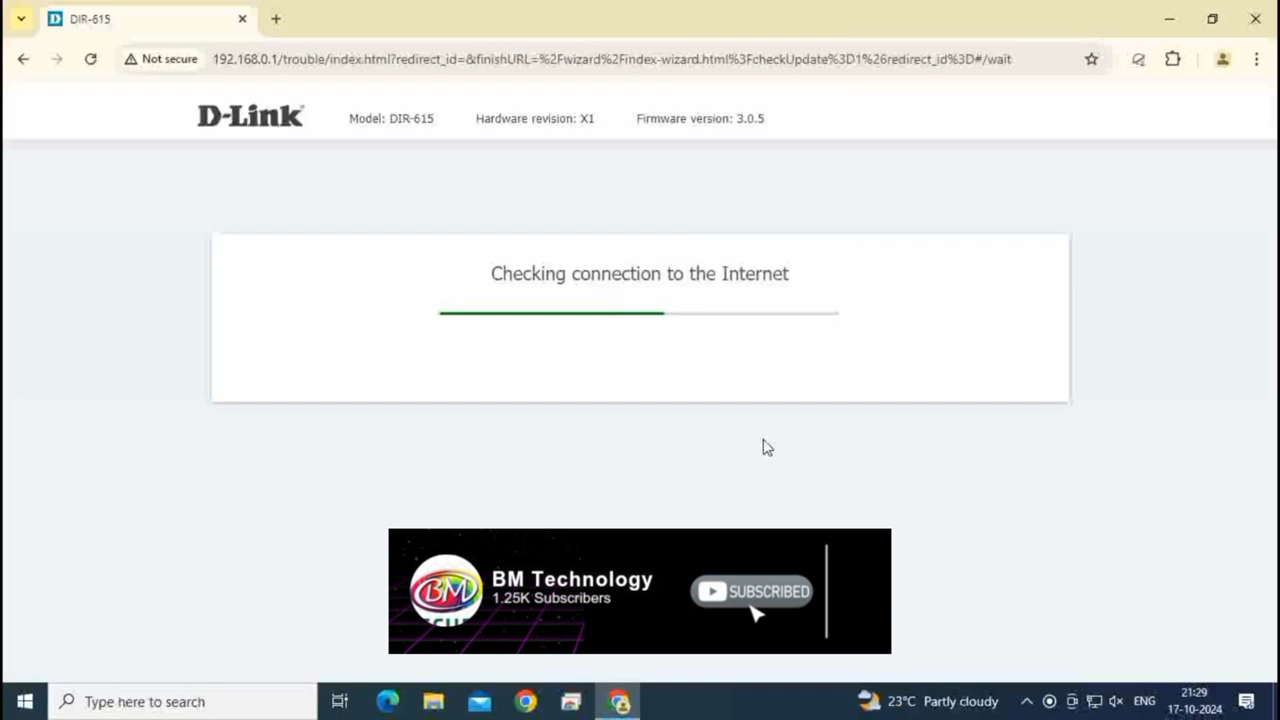 DIR-615
Not secure
192.168.0.1/trouble/index.html?redirect_id=&finishURL=%2Fwizard%2Findex-wizard.html%3FcheckUpdate%3D1%26redirect_id%3D#/wait
D-Link
Model: DIR-615
Hardware revision: X1
Firmware version: 3.0.5
Checking connection to the Internet
BM
BM Technology
1.25K Subscribers
SUBSCRIBED
Type here to search
23°C Partly cloudy
ENG
21:29
17-10-2024